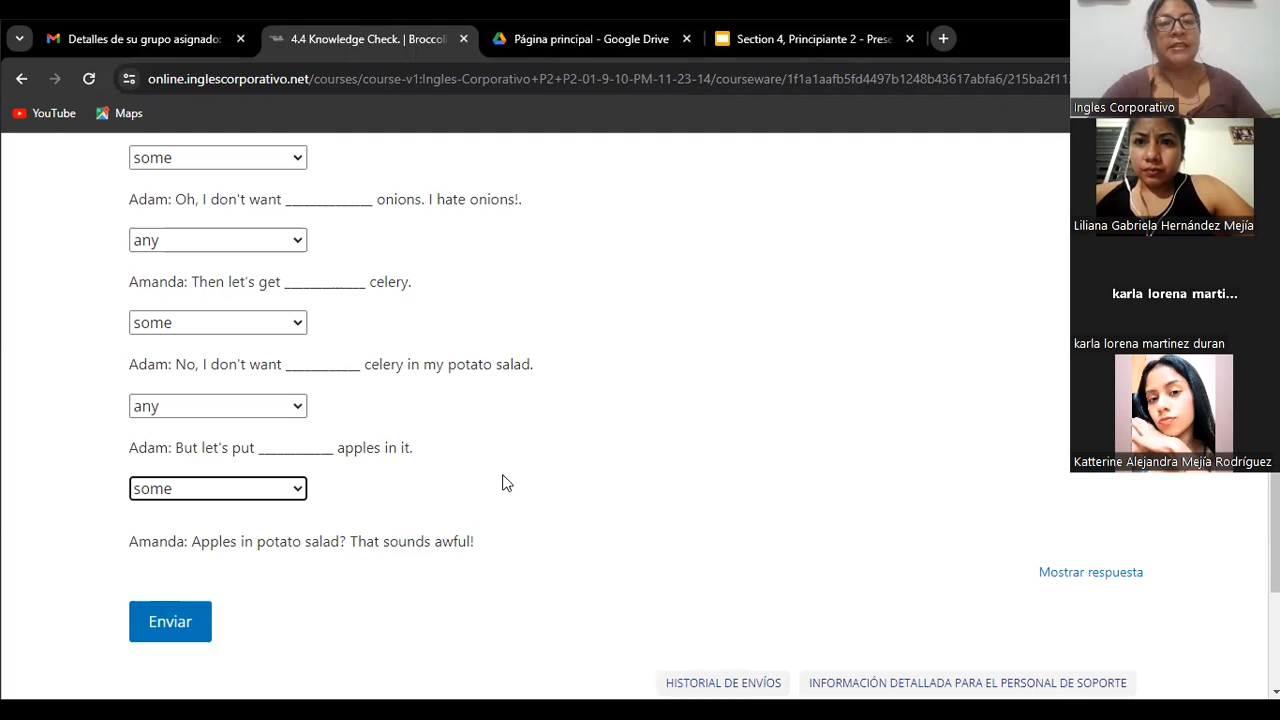 Detalles de su grupo asignado:
4.4 Knowledge Check. | Broccoli
Página principal - Google Drive
Section 4, Principiante 2 - Prese
online.inglescorporativo.net/courses/course-v1:Ingles-Corporativo+P2+P2-01-9-10-PM-11-23-14/courseware/1f1a1aafb5fd4497b1248b43617abfa6/215ba2f11
YouTube
Maps
some
Adam: Oh, I don't want ______________ onions. I hate onions!.
any
Amanda: Then let's get _____________ celery.
some
Adam: No, I don't want ____________ celery in my potato salad.
any
Adam: But let's put ____________ apples in it.
some
Amanda: Apples in potato salad? That sounds awful!
Mostrar respuesta
Enviar
HISTORIAL DE ENVÍOS
INFORMACIÓN DETALLADA PARA EL PERSONAL DE SOPORTE
Ingles Corporativo
Liliana Gabriela Hernández Mejía
karla lorena marti...
karla lorena martinez duran
Katterine Alejandra Mejía Rodríguez